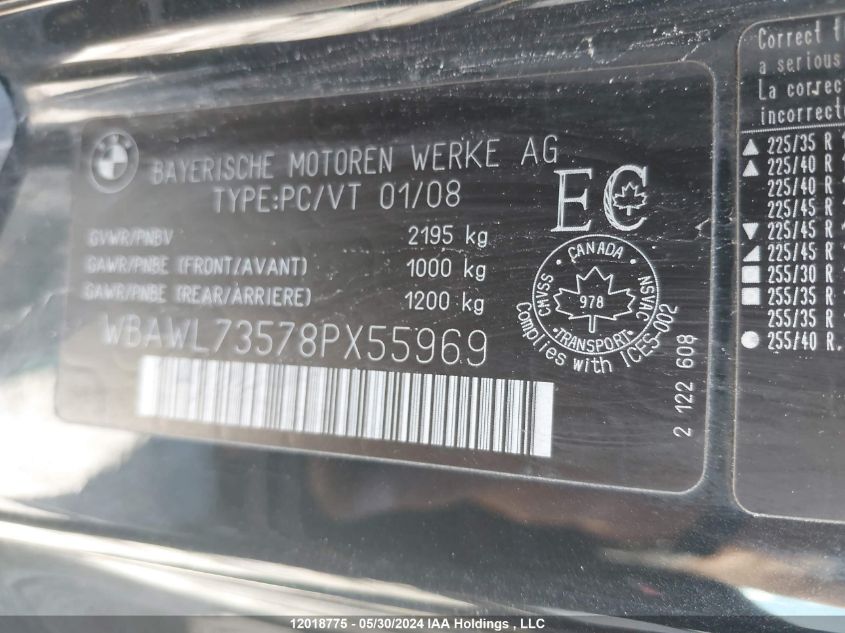 BAYERISCHE MOTOREN WERKE AG
TYPE:PC/VT 01/08
GVWR/PNBV 2195 kg
GAWR/PNBE (FRONT/AVANT) 1000 kg
GAWR/PNBE (REAR/ARRIERE) 1200 kg
WBAWL73578PX55969
EC
CANADA
CMVSS
978
NSVAC
TRANSPORT
Complies with ICES-002
2 122 608
Correct
a serious
La correc
incorrect
225/35 R
225/40 R
225/40 R
225/45 R
225/45 R
225/45 R
255/30 R
255/35 R
255/35 R
255/40 R
12018775 - 05/30/2024 IAA Holdings, LLC